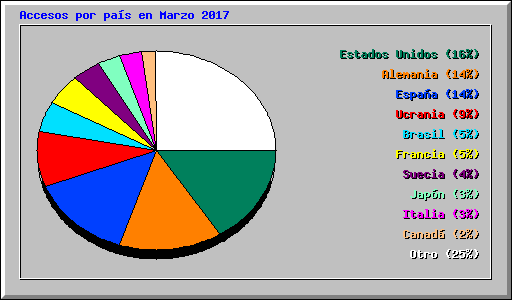 Accesos por país en Marzo 2017
Estados Unidos (16%)
Alemania (14%)
España (14%)
Ucrania (9%)
Brasil (5%)
Francia (5%)
Suecia (4%)
Japón (3%)
Italia (3%)
Canadá (2%)
Otro (25%)